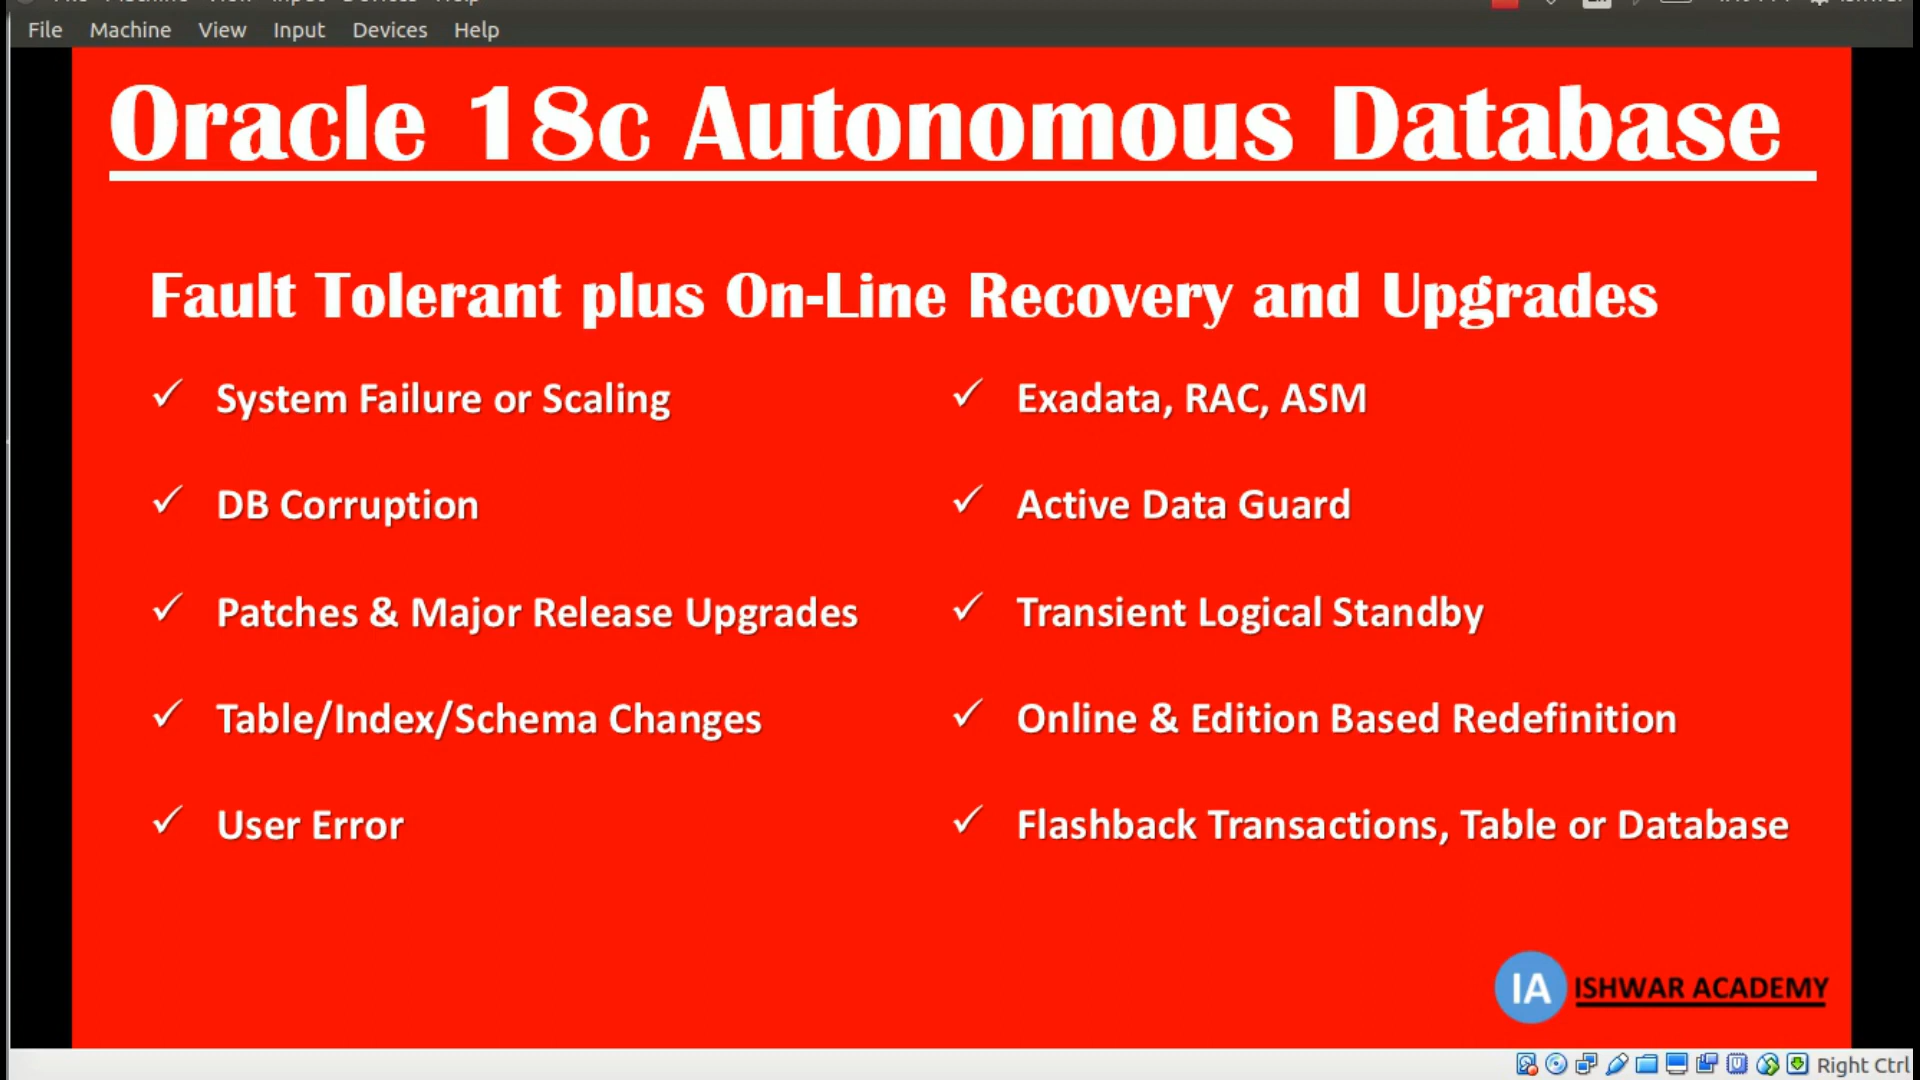 File Machine View Input Devices Help
Oracle 18c Autonomous Database
Fault Tolerant plus On-Line Recovery and Upgrades
✓ System Failure or Scaling
✓ Exadata, RAC, ASM
✓ DB Corruption
✓ Active Data Guard
✓ Patches & Major Release Upgrades
✓ Transient Logical Standby
✓ Table/Index/Schema Changes
✓ Online & Edition Based Redefinition
✓ User Error
✓ Flashback Transactions, Table or Database
IA ISHWAR ACADEMY
Right Ctrl